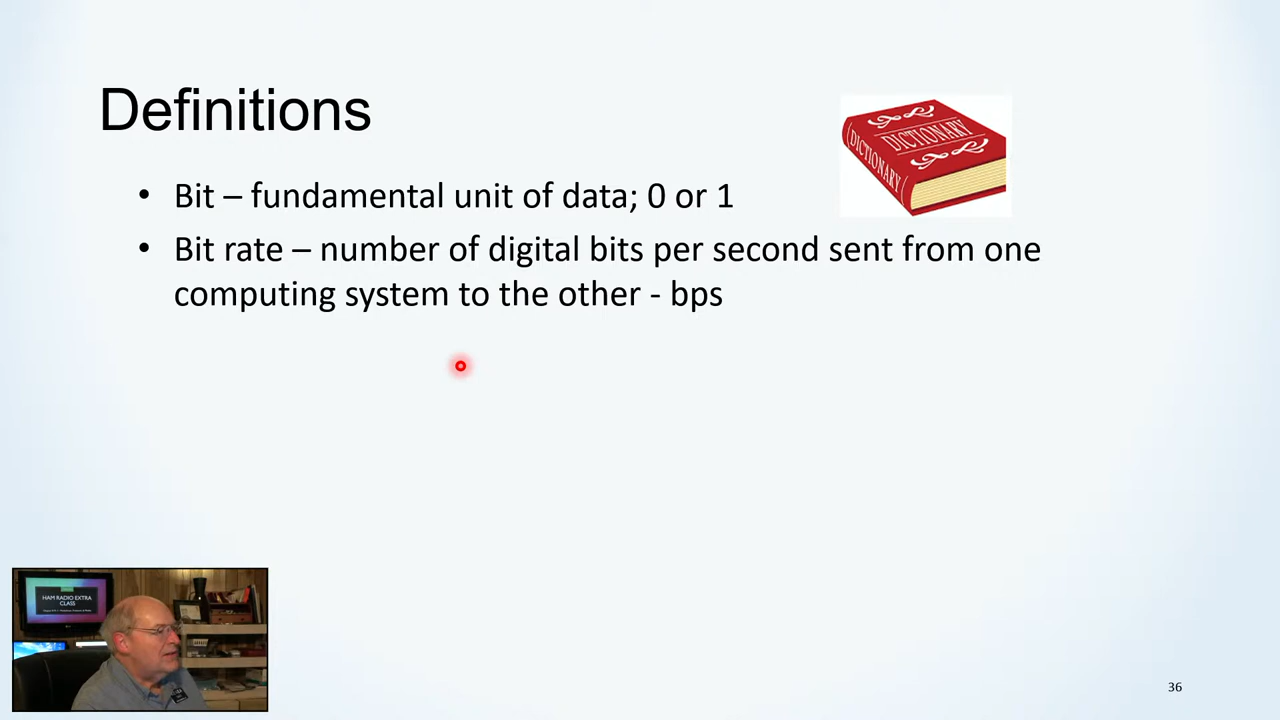 Definitions
DICTIONARY
DICTIONARY
• Bit – fundamental unit of data; 0 or 1
• Bit rate – number of digital bits per second sent from one
computing system to the other - bps
HAM RADIO EXTRA
CLASS
36